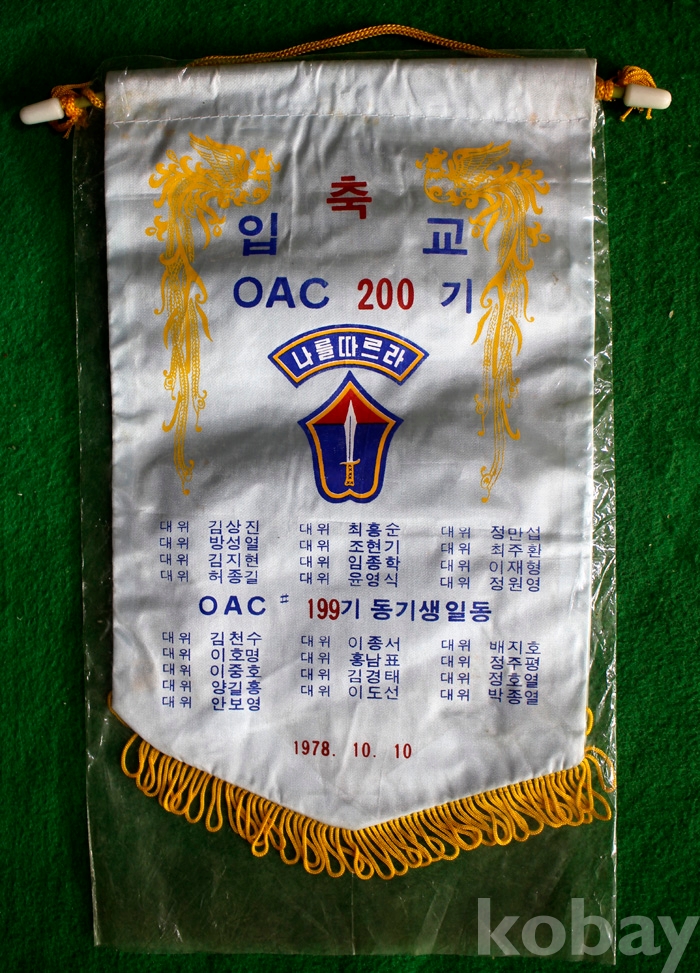 축
입 교
OAC 200 기
나를따르라
대위 김상진 대위 최홍순 대위 정만섭
대위 방성열 대위 조현기 대위 최주환
대위 김지현 대위 임종학 대위 이재형
대위 허종길 대위 윤영식 대위 정원영
OAC # 199기 동기생일동
대위 김천수 대위 이종서 대위 배지호
대위 이호명 대위 홍남표 대위 정주평
대위 이중호 대위 김경태 대위 정호열
대위 양길홍 대위 이도선 대위 박종열
대위 안보영
1978. 10. 10
kobay